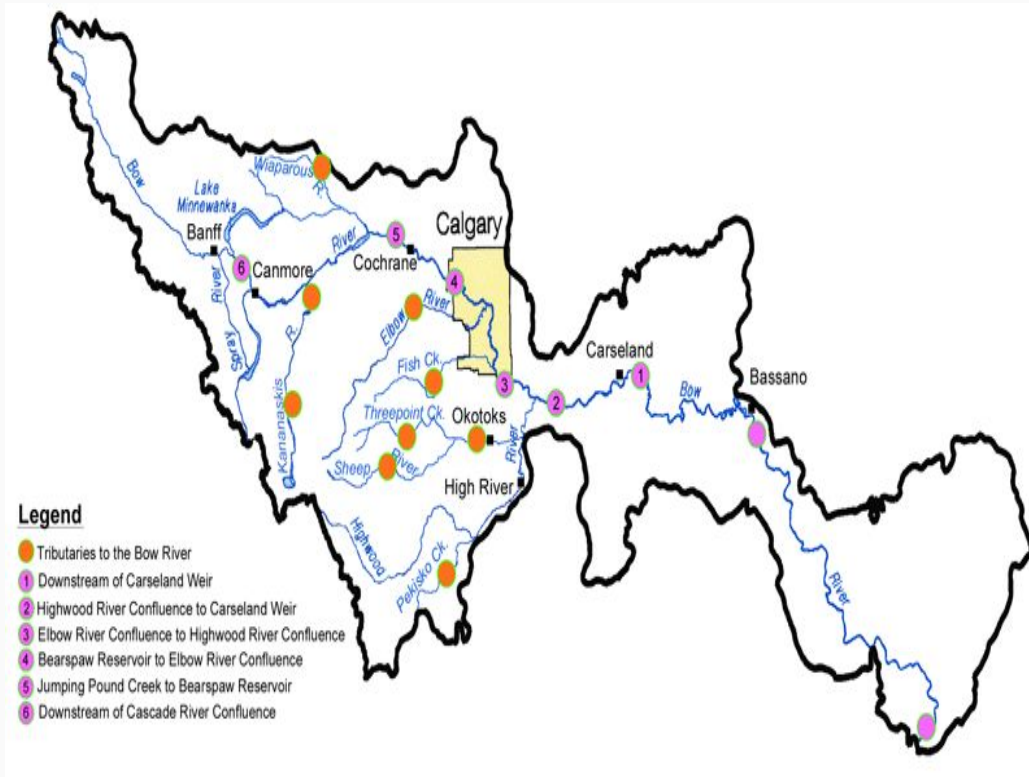 Wiaparous
R.
Bow
Lake
Minnewanka
Calgary
Banff
River
5
Cochrane
6
Canmore
4
River
River
Elbow
R.
Spray
Carseland
Fish Ck.
3
1
Bassano
2
Bow
Kananaskis
Threepoint Ck.
Okotoks
Sheep
River
River
High River
Highwood
Pekisko Ck.
River
Legend
Tributaries to the Bow River
1 Downstream of Carseland Weir
2 Highwood River Confluence to Carseland Weir
3 Elbow River Confluence to Highwood River Confluence
4 Bearspaw Reservoir to Elbow River Confluence
5 Jumping Pound Creek to Bearspaw Reservoir
6 Downstream of Cascade River Confluence